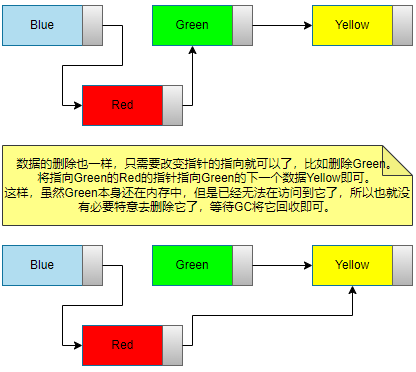 Blue
Green
Yellow
Red
数据的删除也一样，只需要改变指针的指向就可以了，比如删除Green。
将指向Green的Red的指针指向Green的下一个数据Yellow即可。
这样，虽然Green本身还在内存中，但是已经无法在访问到它了，所以也就没
有必要特意去删除它了，等待GC将它回收即可。
Blue
Green
Yellow
Red